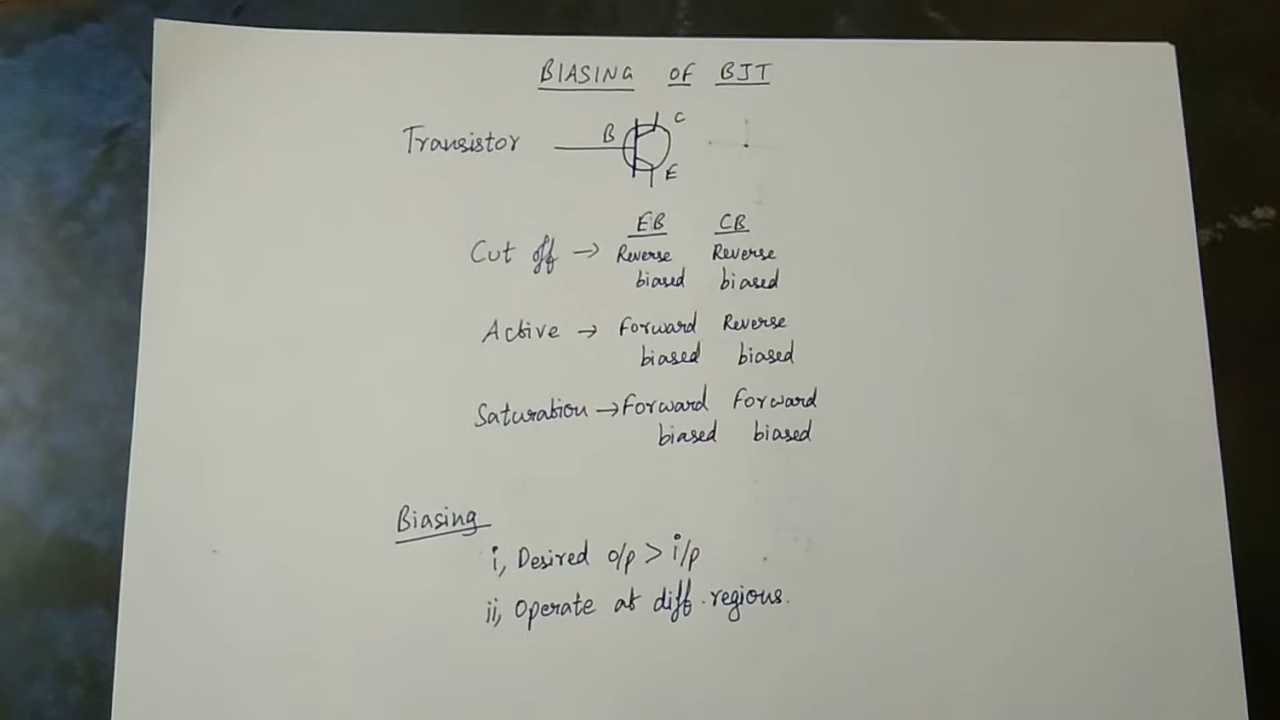 BIASING OF BJT
Transistor B C
E
EB CB
Cut off → Reverse Reverse
biased biased
Active → Forward Reverse
biased biased
Saturation → Forward Forward
biased biased
Biasing
i, Desired o/p > i/p
ii, Operate at diff. regions.